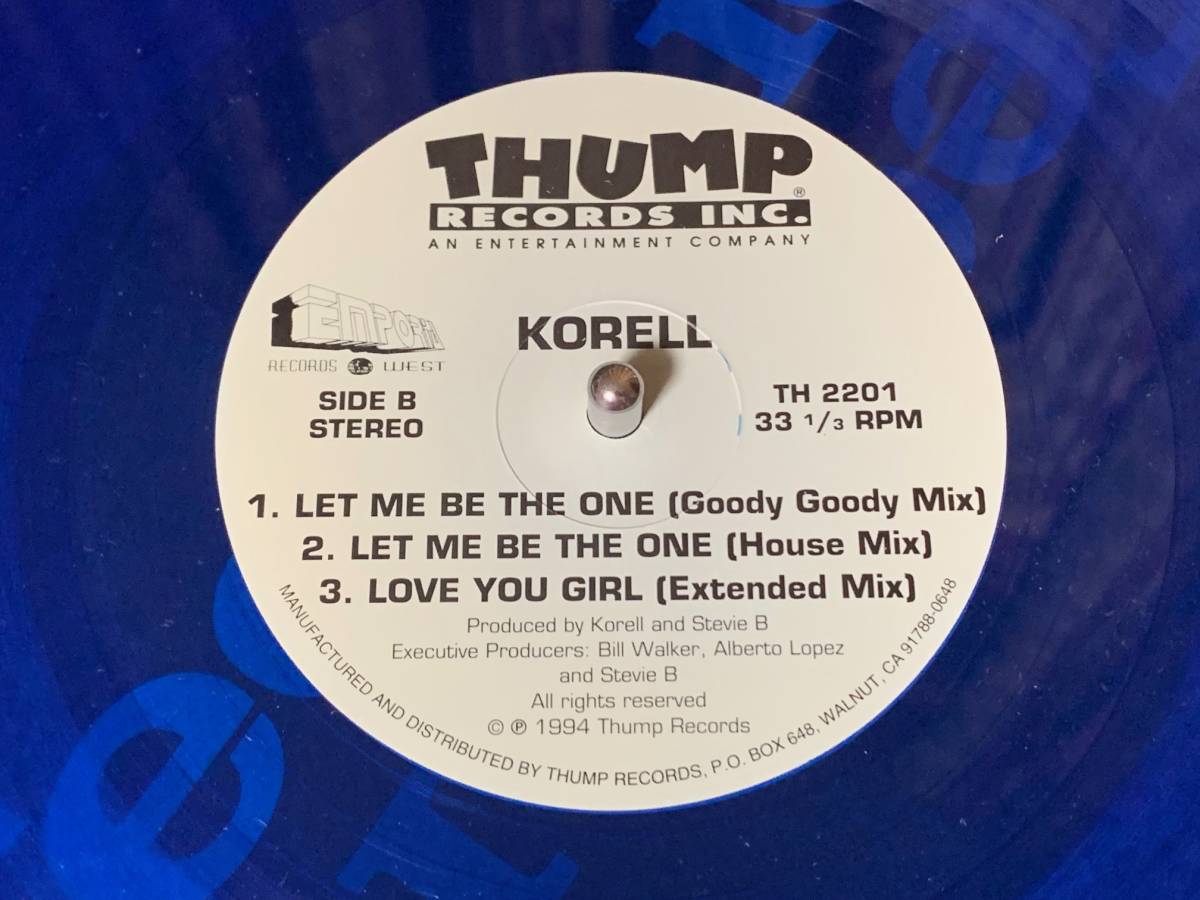 THUMP®
RECORDS INC.
AN ENTERTAINMENT COMPANY
EMPORIO
RECORDS WEST
KORELL
SIDE B
STEREO
TH 2201
33 1/3 RPM
1. LET ME BE THE ONE (Goody Goody Mix)
2. LET ME BE THE ONE (House Mix)
3. LOVE YOU GIRL (Extended Mix)
Produced by Korell and Stevie B
Executive Producers: Bill Walker, Alberto Lopez
and Stevie B
All rights reserved
© ℗ 1994 Thump Records
MANUFACTURED AND DISTRIBUTED BY THUMP RECORDS, P.O. BOX 648, WALNUT, CA 91788-0648